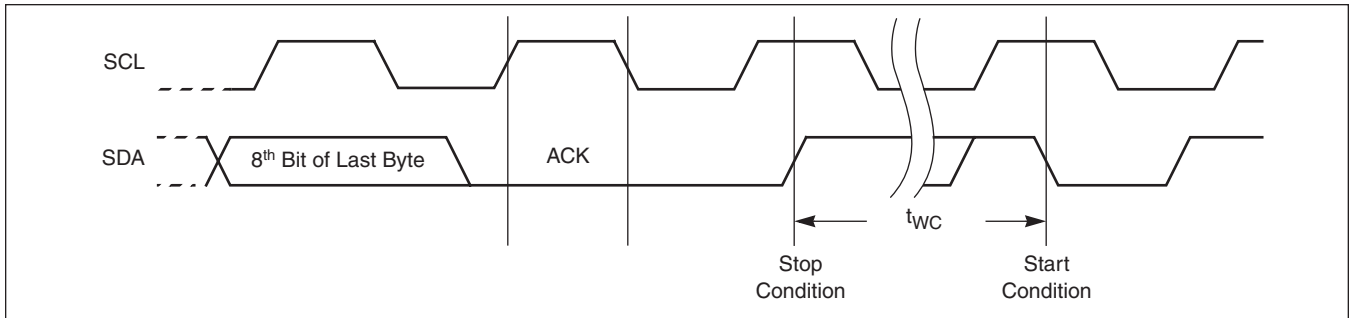 SCL
SDA
8th Bit of Last Byte
ACK
tWC
Stop
Condition
Start
Condition